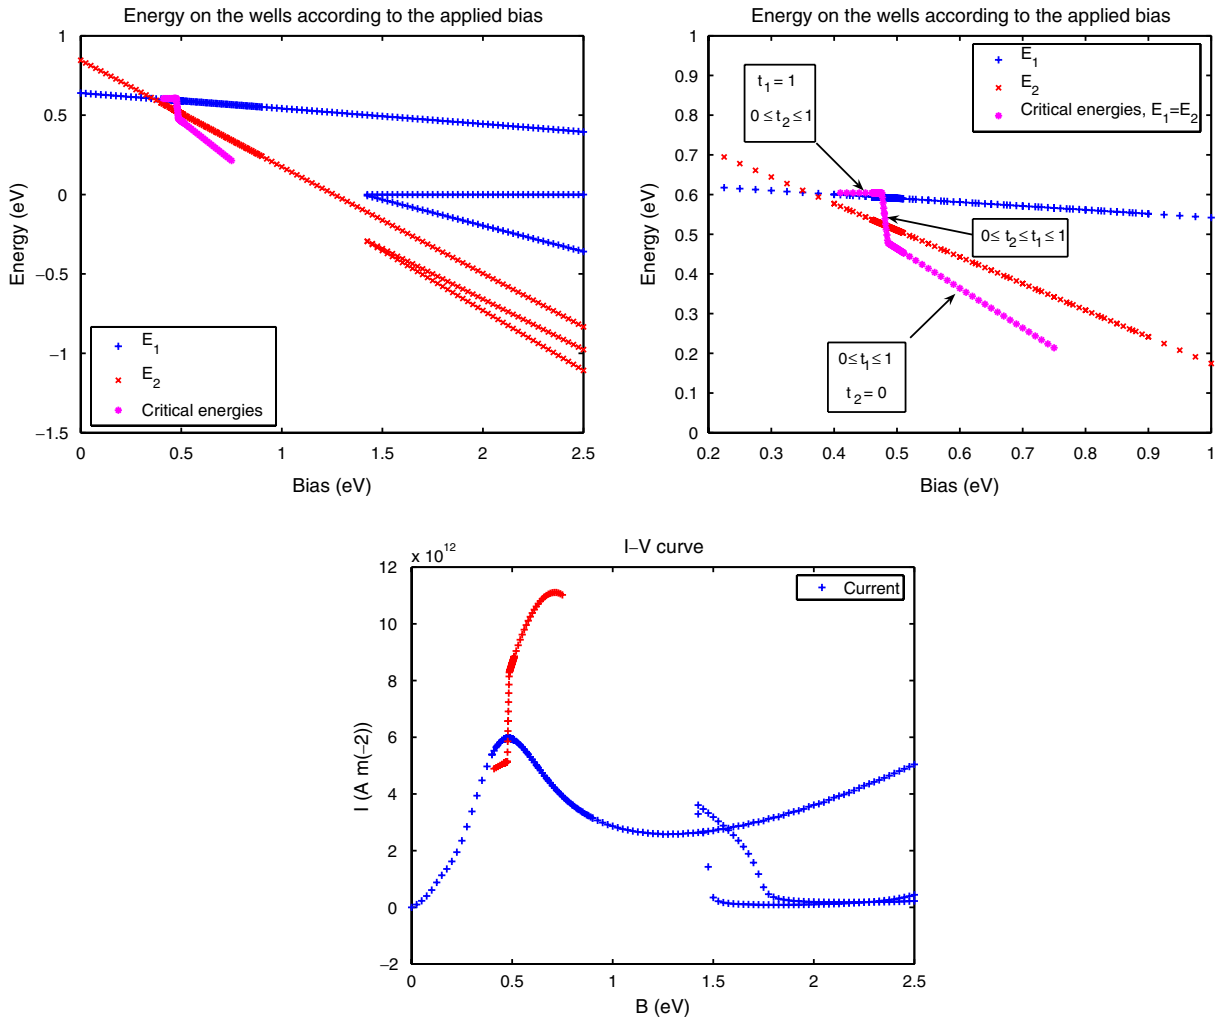 Energy on the wells according to the applied bias
1
0.5
0
−0.5
−1
−1.5
Energy (eV)
E1
E2
Critical energies
0 0.5 1 1.5 2 2.5
Bias (eV)
Energy on the wells according to the applied bias
1
0.9
0.8
0.7
0.6
0.5
0.4
0.3
0.2
0.1
0
Energy (eV)
E1
E2
Critical energies, E1=E2
t1 = 1
0 ≤ t2 ≤ 1
0≤ t2 ≤ t1 ≤ 1
0≤ t1 ≤ 1
t2 = 0
0.2 0.3 0.4 0.5 0.6 0.7 0.8 0.9 1
Bias (eV)
I−V curve
x 10^12
12
10
8
6
4
2
0
−2
I (A m(−2))
Current
0 0.5 1 1.5 2 2.5
B (eV)